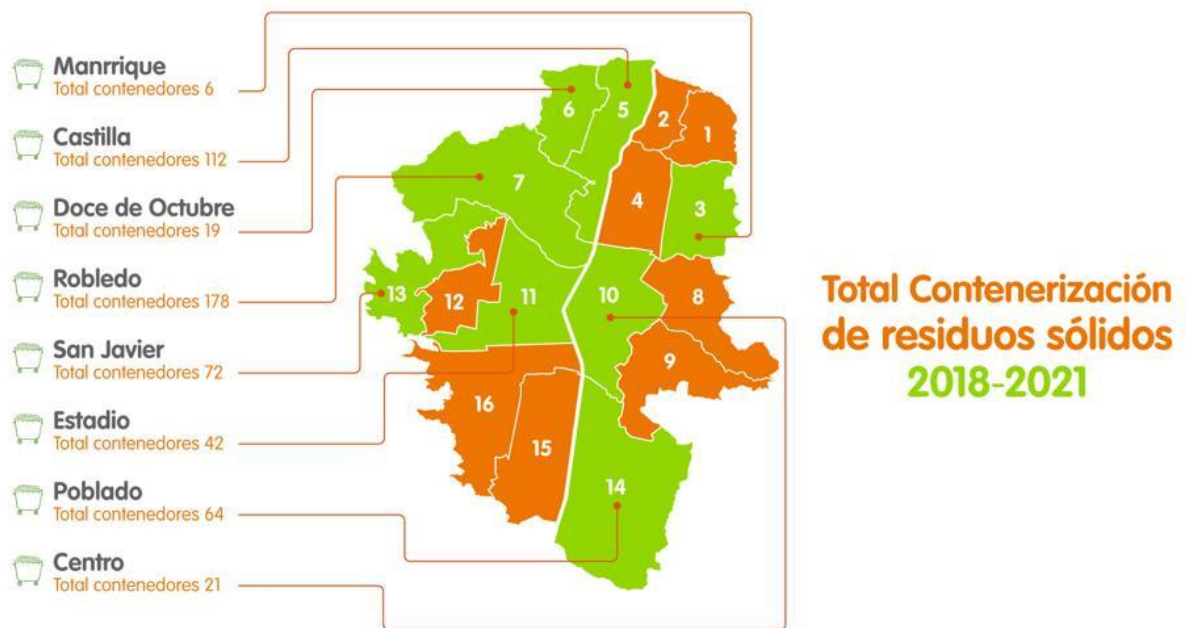 Manrrique
Total contenedores 6
Castilla
Total contenedores 112
Doce de Octubre
Total contenedores 19
Robledo
Total contenedores 178
San Javier
Total contenedores 72
Estadio
Total contenedores 42
Poblado
Total contenedores 64
Centro
Total contenedores 21
6
5
2
1
7
4
3
13
12
11
10
8
9
16
15
14
Total Contenerización
de residuos sólidos
2018-2021